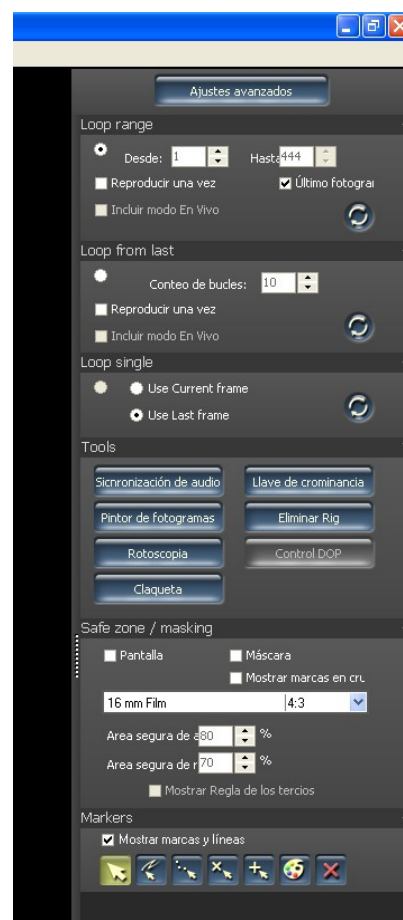 Ajustes avanzados
Loop range
Desde: 1 Hasta 444
Reproducir una vez Último fotogra
Incluir modo En Vivo
Loop from last
Conteo de bucles: 10
Reproducir una vez
Incluir modo En Vivo
Loop single
Use Current frame
Use Last frame
Tools
Sicnronización de audio Llave de crominancia
Pintor de fotogramas Eliminar Rig
Rotoscopia Control DOP
Claqueta
Safe zone / masking
Pantalla Máscara
Mostrar marcas en cru
16 mm Film 4:3
Area segura de a 80 %
Area segura de r 70 %
Mostrar Regla de los tercios
Markers
Mostrar marcas y líneas